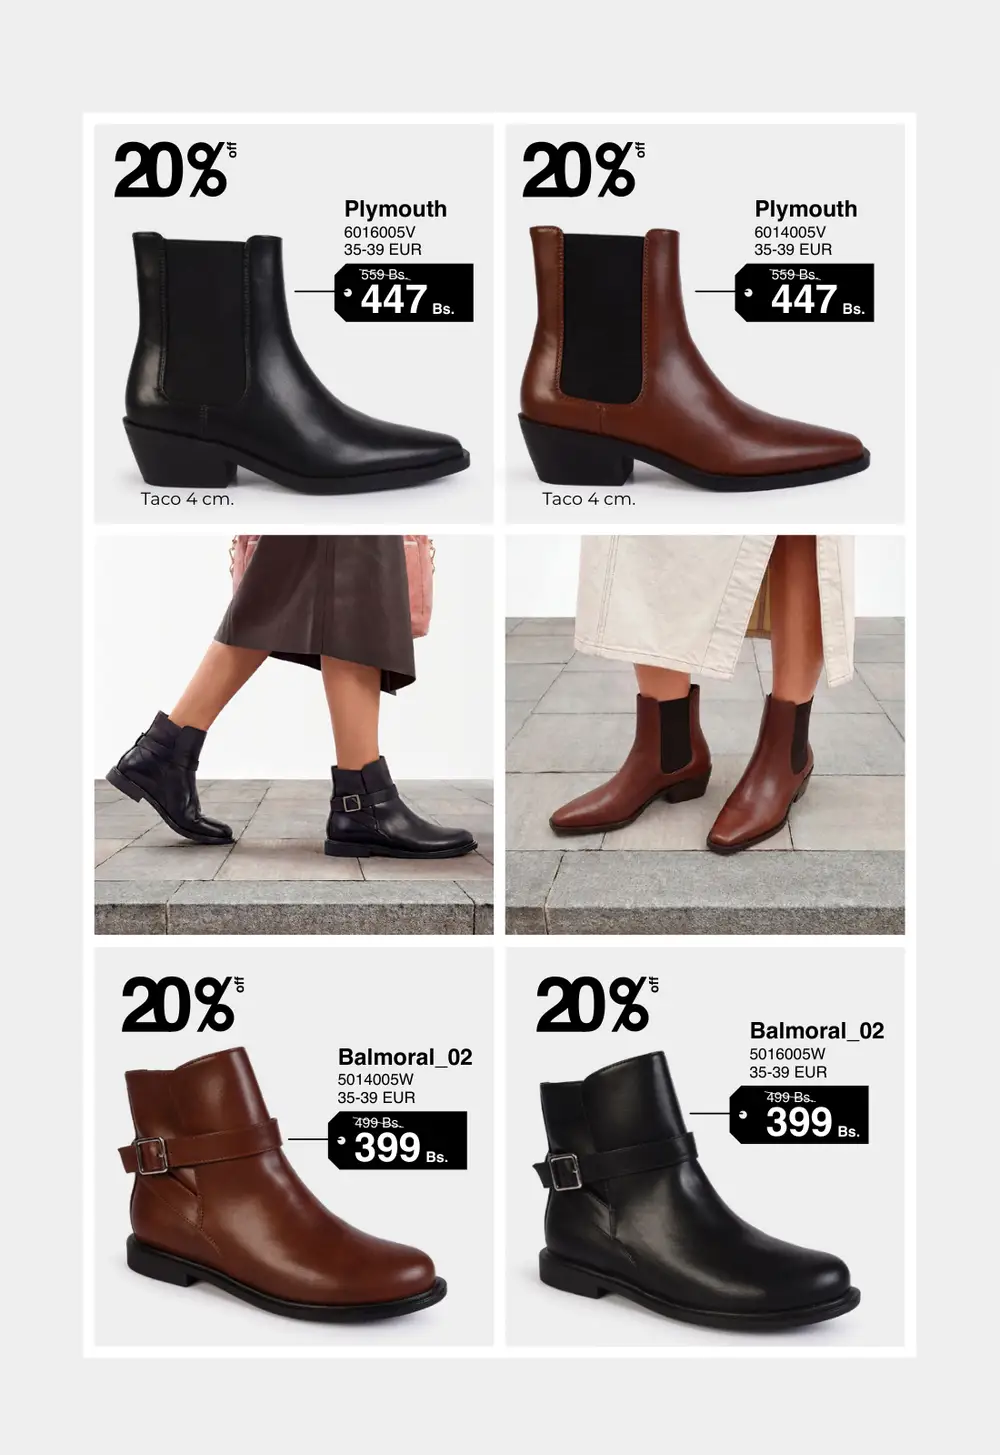 20% off
Plymouth
6016005V
35-39 EUR
559 Bs.
447 Bs.
Taco 4 cm.
20% off
Plymouth
6014005V
35-39 EUR
559 Bs.
447 Bs.
Taco 4 cm.
20% off
Balmoral_02
5014005W
35-39 EUR
499 Bs.
399 Bs.
20% off
Balmoral_02
5016005W
35-39 EUR
499 Bs.
399 Bs.